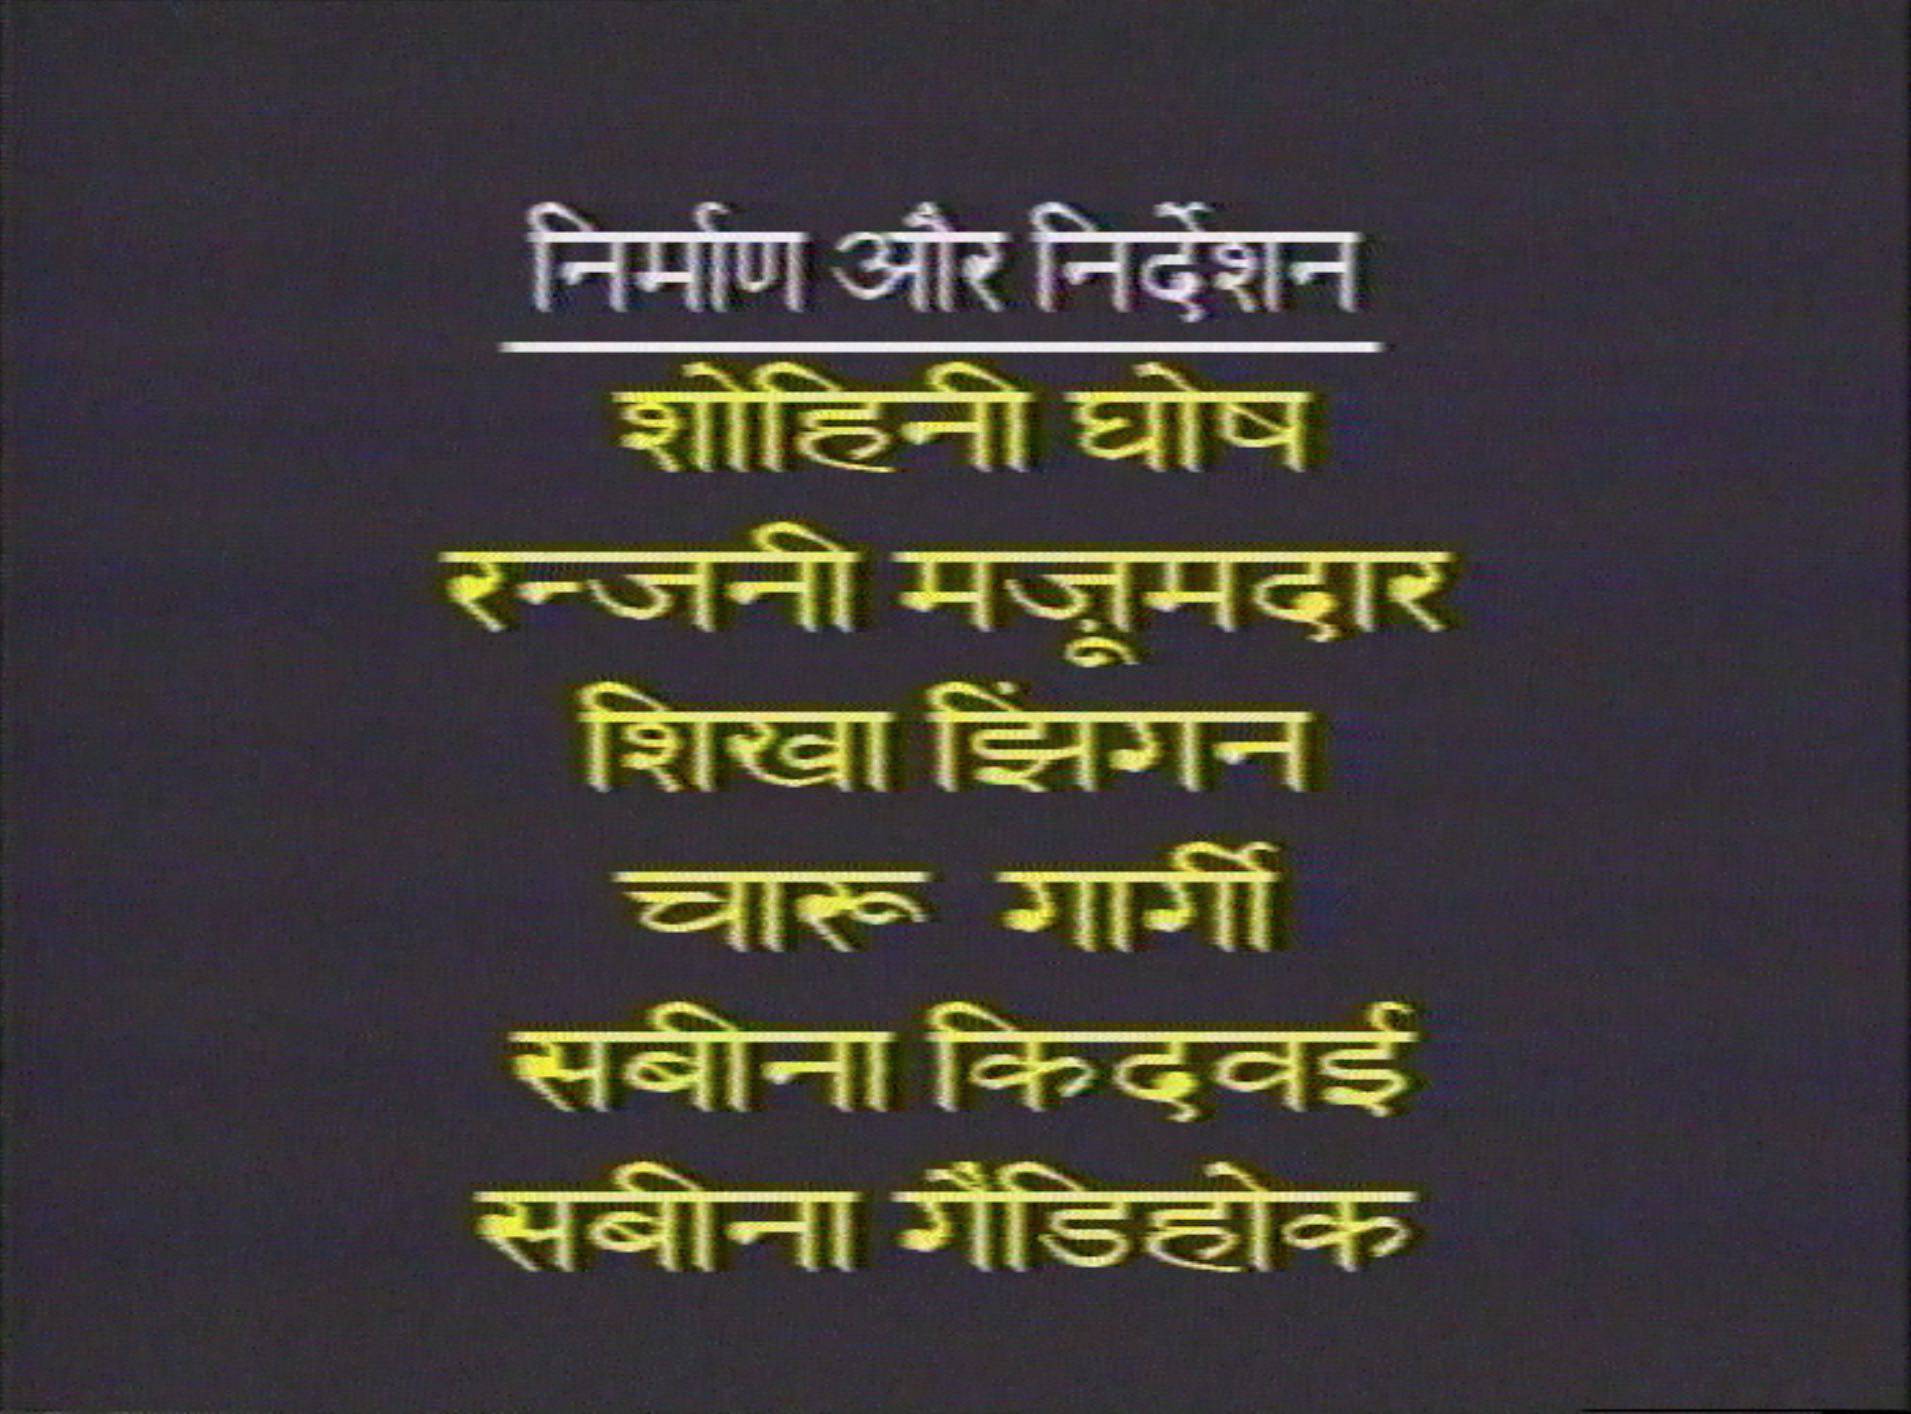 निर्माण और निर्देशन
शोहिनी घोष
रन्जनी मज़ूमदार
शिखा झिंगन
चारू गार्गी
सबीना किदवई
सबीना गैंडिहोक